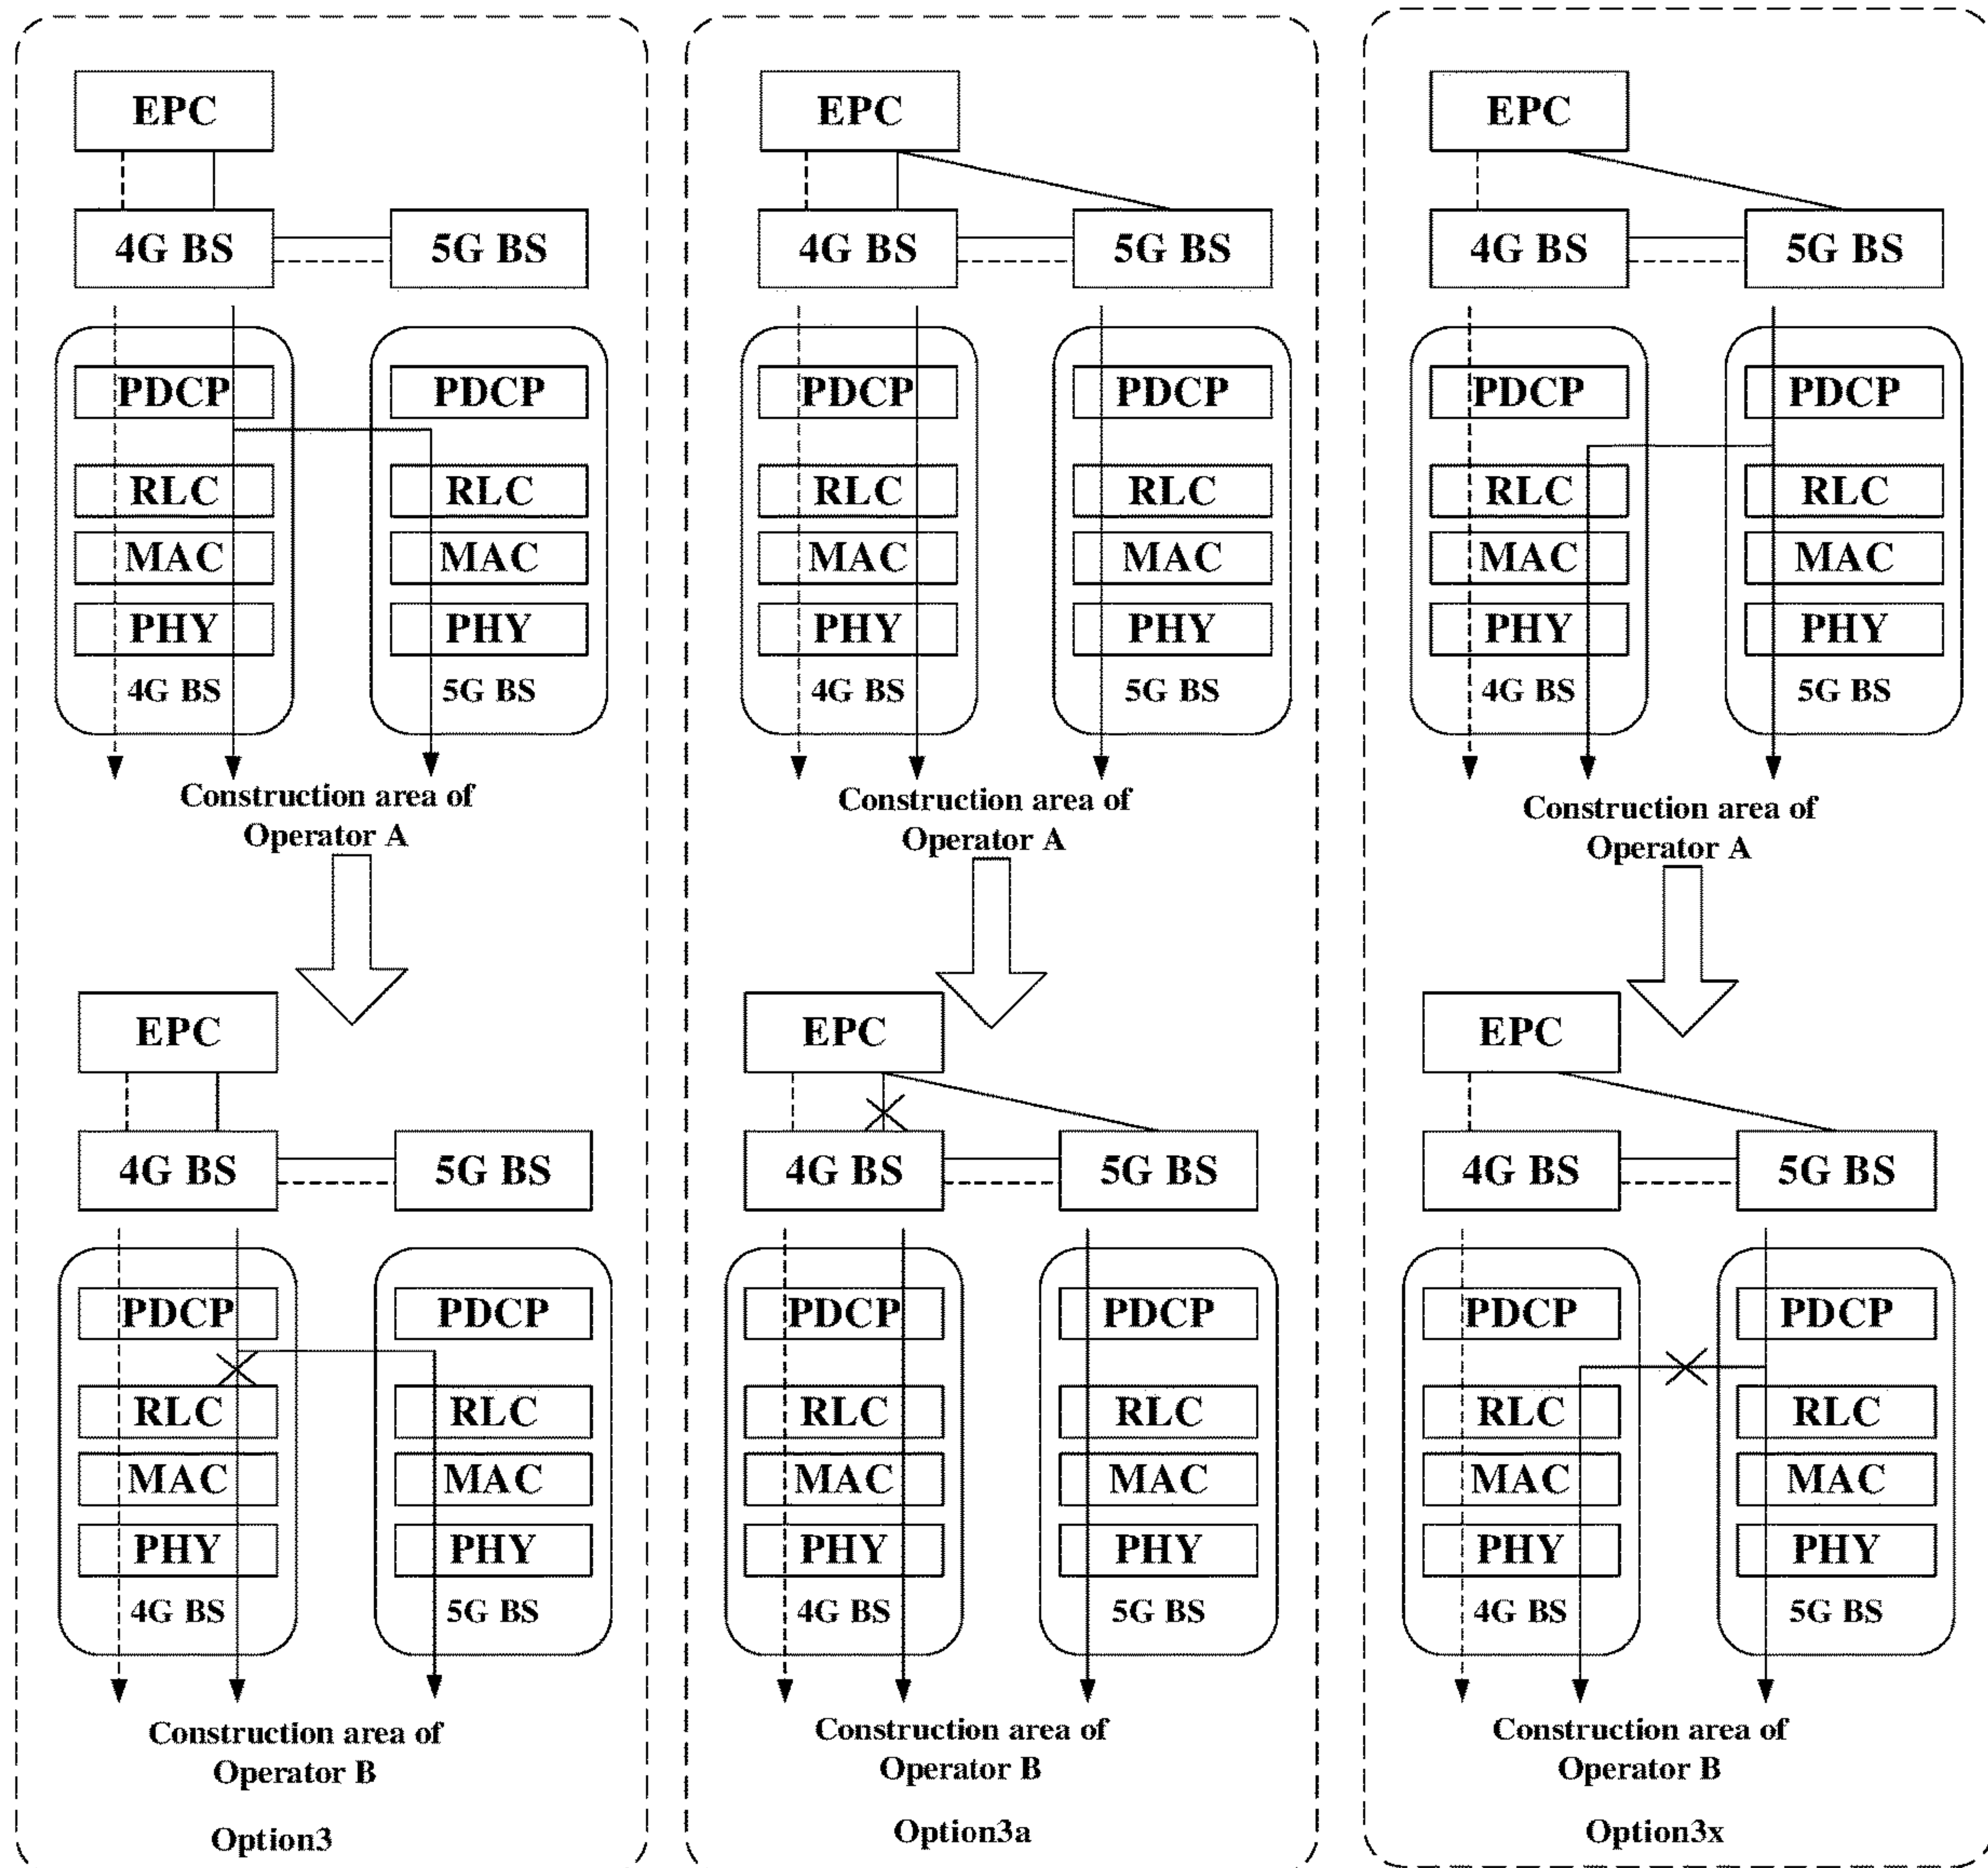 EPC
4G BS
5G BS
PDCP
RLC
MAC
PHY
4G BS
PDCP
RLC
MAC
PHY
5G BS
Construction area of
Operator A
EPC
4G BS
5G BS
PDCP
RLC
MAC
PHY
4G BS
PDCP
RLC
MAC
PHY
5G BS
Construction area of
Operator B
Option3
EPC
4G BS
5G BS
PDCP
RLC
MAC
PHY
4G BS
PDCP
RLC
MAC
PHY
5G BS
Construction area of
Operator A
EPC
4G BS
5G BS
PDCP
RLC
MAC
PHY
4G BS
PDCP
RLC
MAC
PHY
5G BS
Construction area of
Operator B
Option3a
EPC
4G BS
5G BS
PDCP
RLC
MAC
PHY
4G BS
PDCP
RLC
MAC
PHY
5G BS
Construction area of
Operator A
EPC
4G BS
5G BS
PDCP
RLC
MAC
PHY
4G BS
PDCP
RLC
MAC
PHY
5G BS
Construction area of
Operator B
Option3x